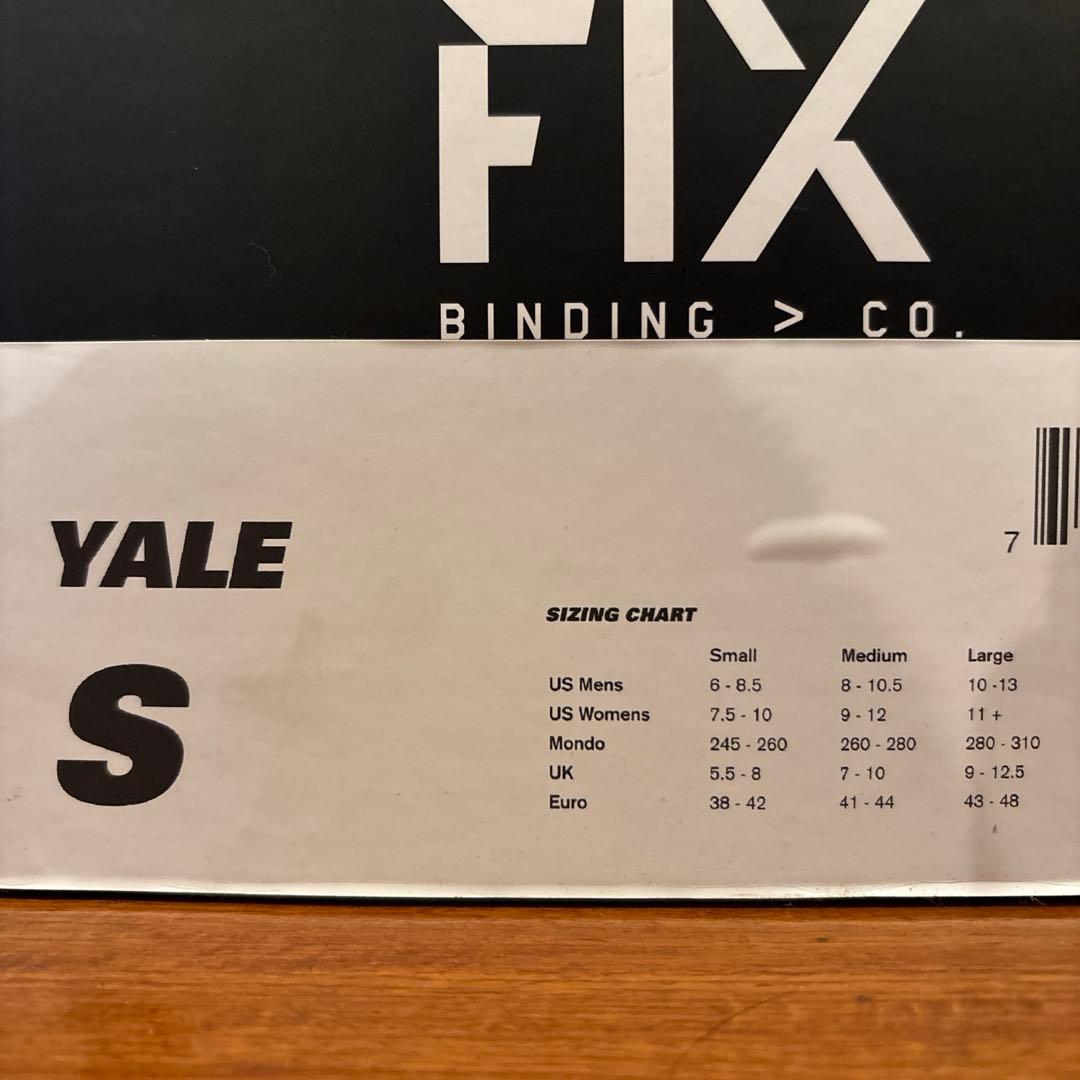 FIX
BINDING > CO.
7
YALE
S
SIZING CHART
Small Medium Large
US Mens 6 - 8.5 8 - 10.5 10 -13
US Womens 7.5 - 10 9 - 12 11 +
Mondo 245 - 260 260 - 280 280 - 310
UK 5.5 - 8 7 - 10 9 - 12.5
Euro 38 - 42 41 - 44 43 - 48